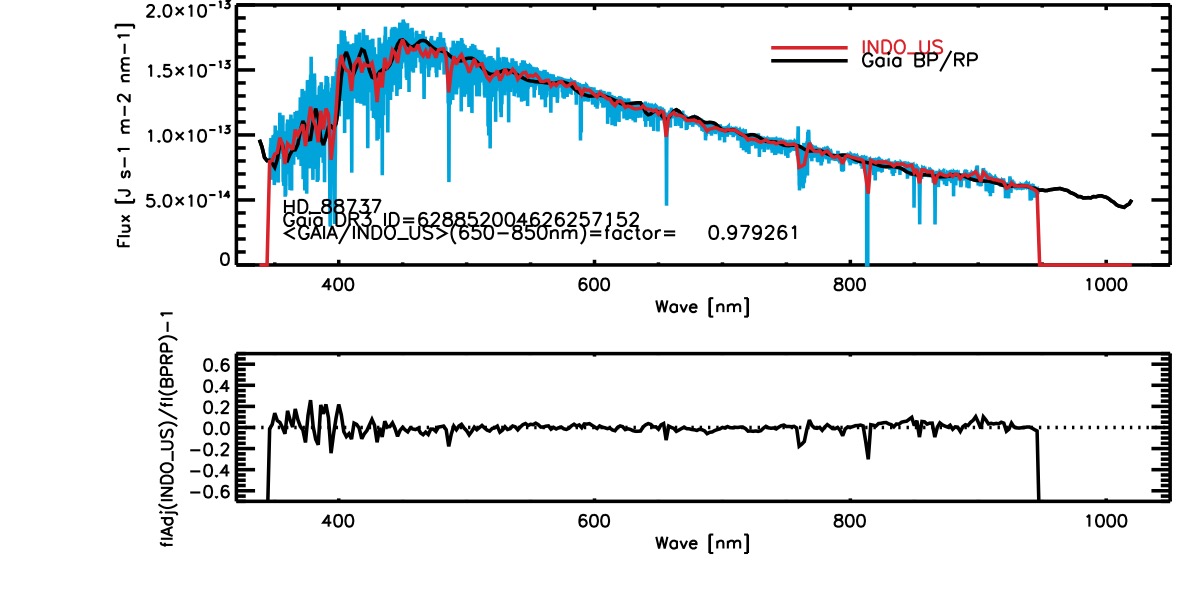 2.0×10−13
1.5×10−13
1.0×10−13
5.0×10−14
0
Flux [J s−1 m−2 nm−1]
INDO_US
Gaia BP/RP
HD_88737
Gaia DR3 ID=628852004626257152
<GAIA/INDO_US>(650−850nm)=factor= 0.979261
400 600 800 1000
Wave [nm]
flAdj(INDO_US)/fl(BPRP)−1
0.6
0.4
0.2
0.0
−0.2
−0.4
−0.6
400 600 800 1000
Wave [nm]